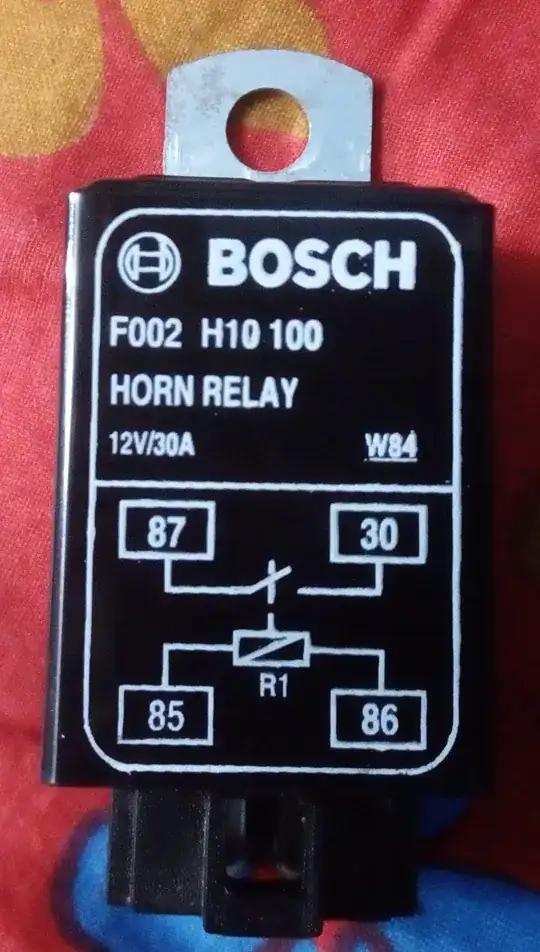 BOSCH
F002 H10 100
HORN RELAY
12V/30A W84
87 30
R1
85 86